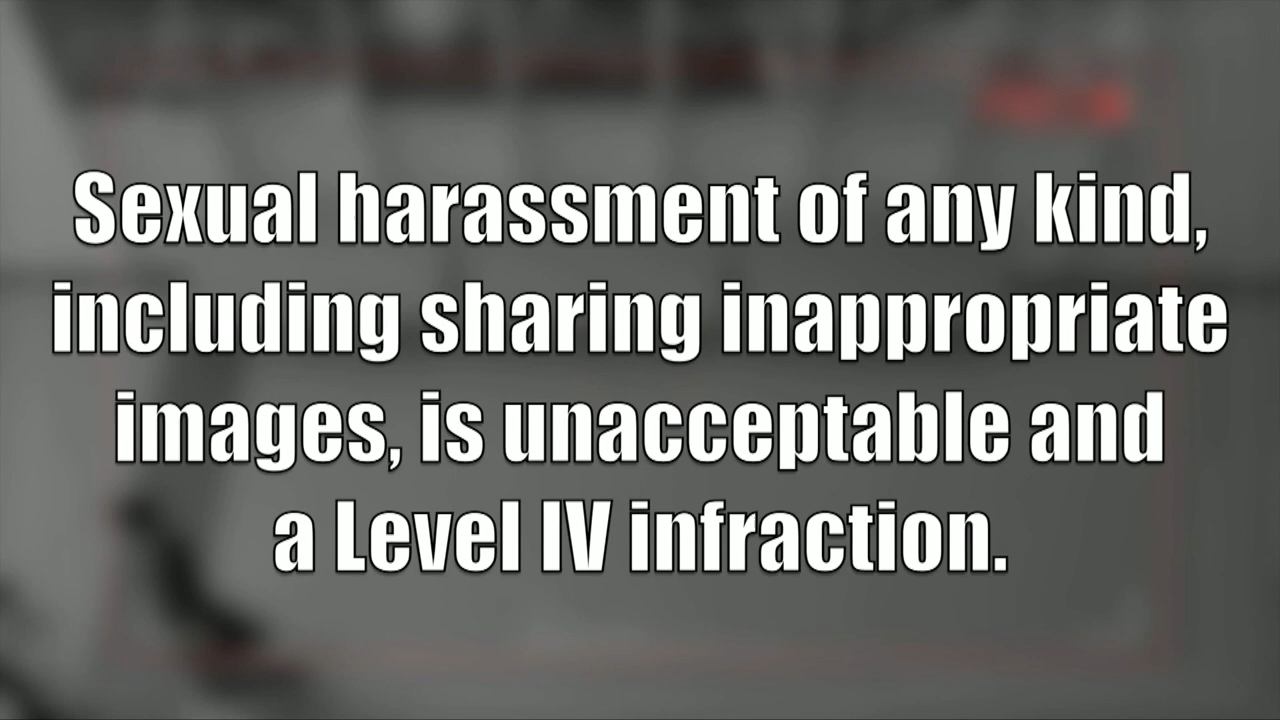 Sexual harassment of any kind,
including sharing inappropriate
images, is unacceptable and
a Level IV infraction.